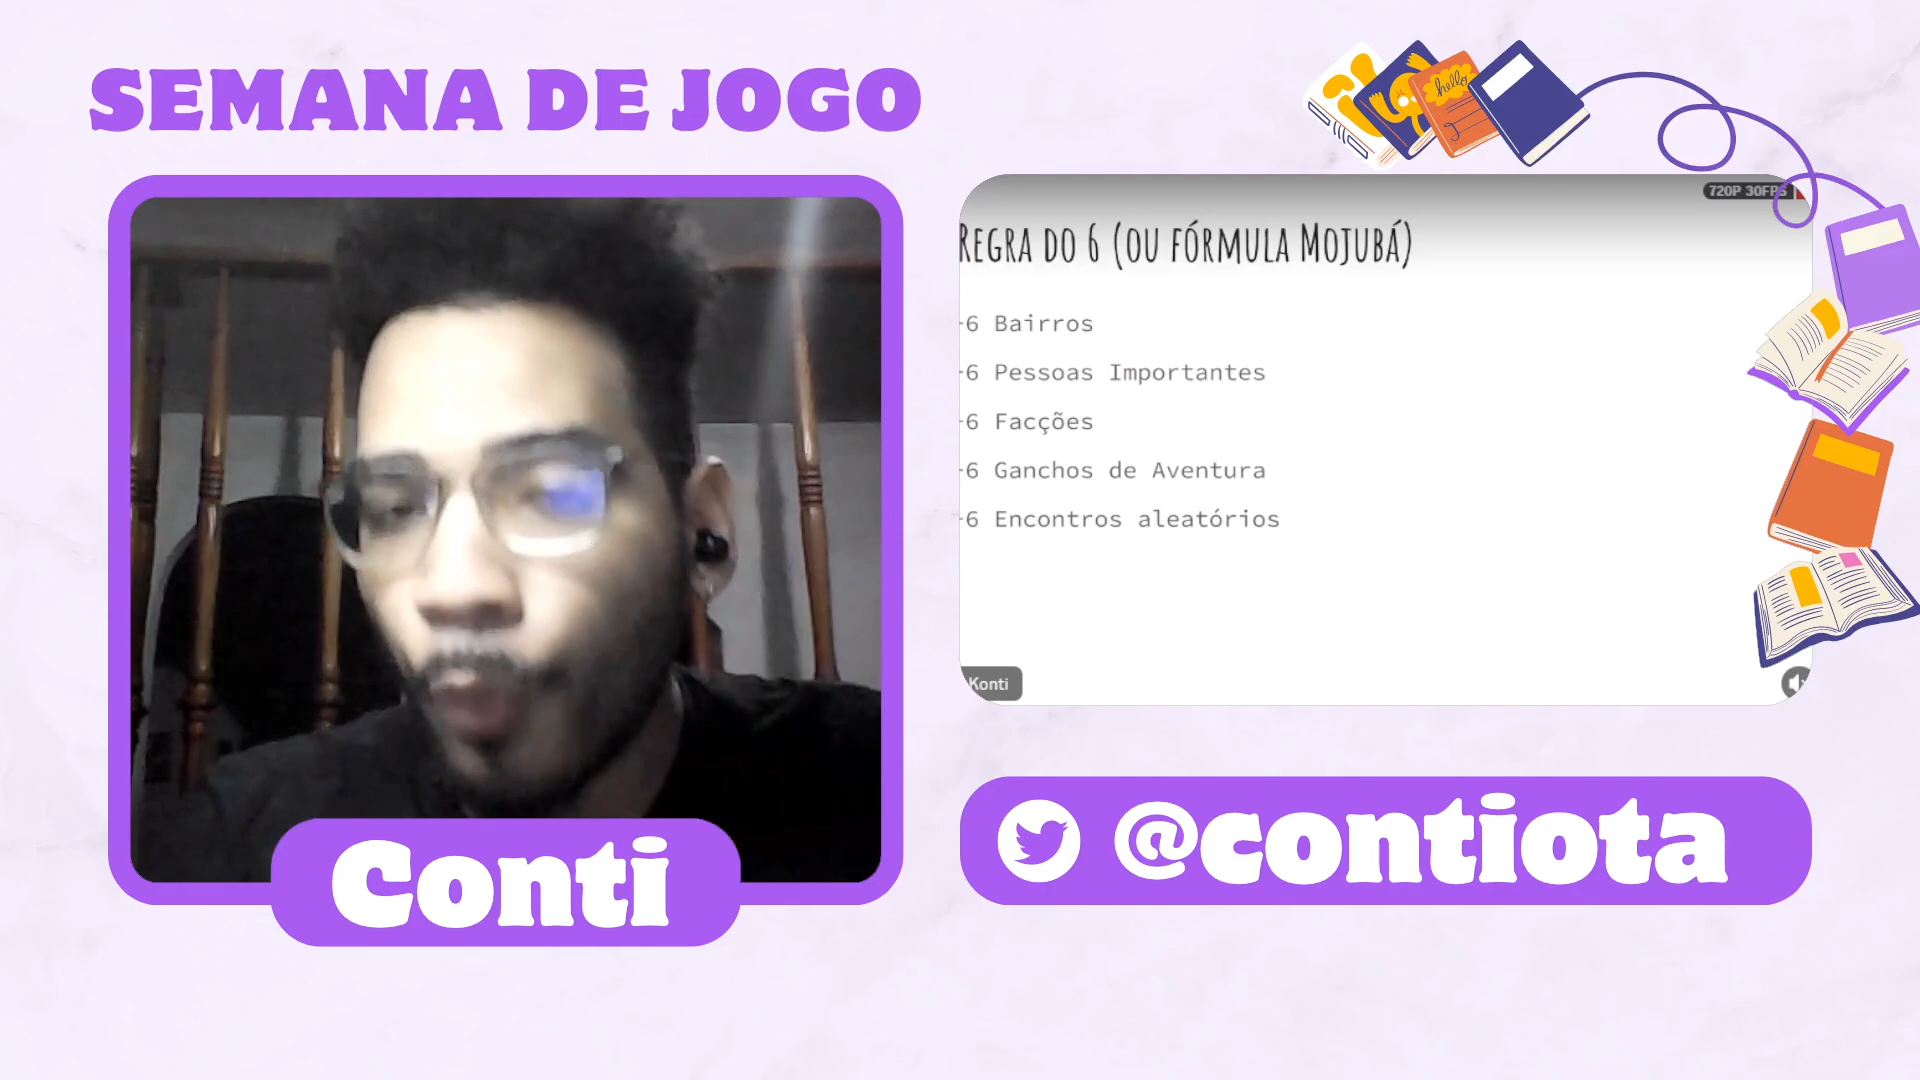 SEMANA DE JOGO
hello
720P 30FPS
REGRA DO 6 (OU FÓRMULA MOJUBÁ)
-6 Bairros
-6 Pessoas Importantes
-6 Facções
-6 Ganchos de Aventura
-6 Encontros aleatórios
Konti
Conti
@contiota